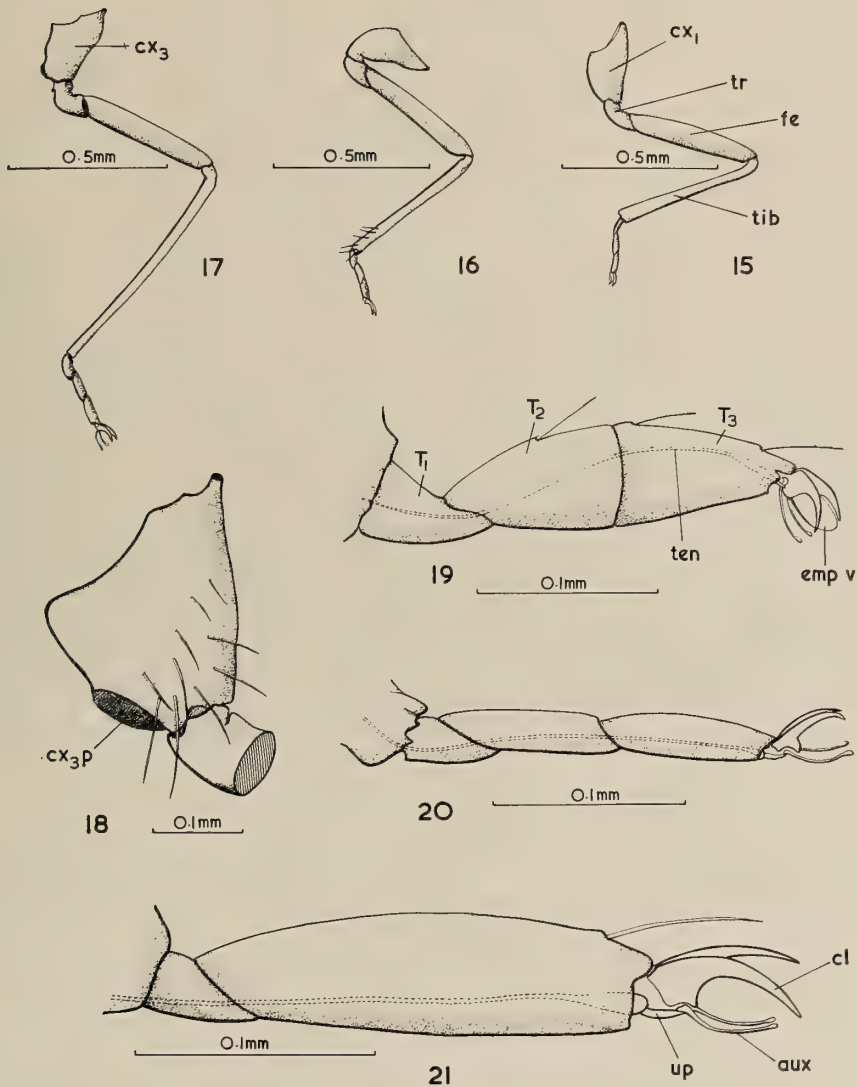 cx₃
0.5mm
17
0.5mm
16
cx₁
tr
fe
0.5mm
tib
15
T₁
T₂
T₃
ten
emp v
19
0.1mm
cx₃p
18
0.1mm
20
0.1mm
cl
up
aux
0.1mm
21